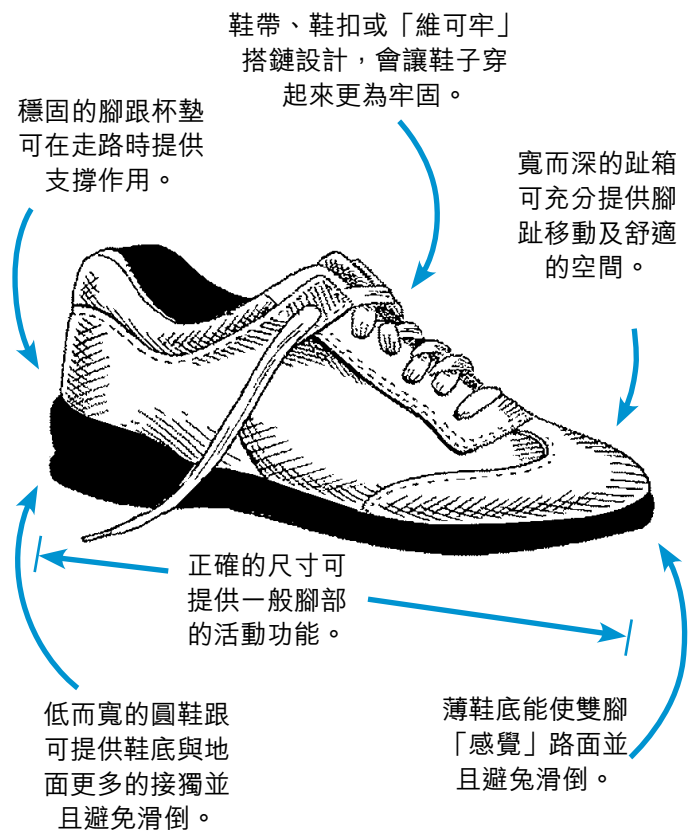 鞋帶、鞋扣或「維可牢」
搭鏈設計，會讓鞋子穿
起來更為牢固。
穩固的腳跟杯墊
可在走路時提供
支撐作用。
寬而深的趾箱
可充分提供腳
趾移動及舒適
的空間。
正確的尺寸可
提供一般腳部
的活動功能。
低而寬的圓鞋跟
可提供鞋底與地
面更多的接獨並
且避免滑倒。
薄鞋底能使雙腳
「感覺」路面並
且避兔滑倒。